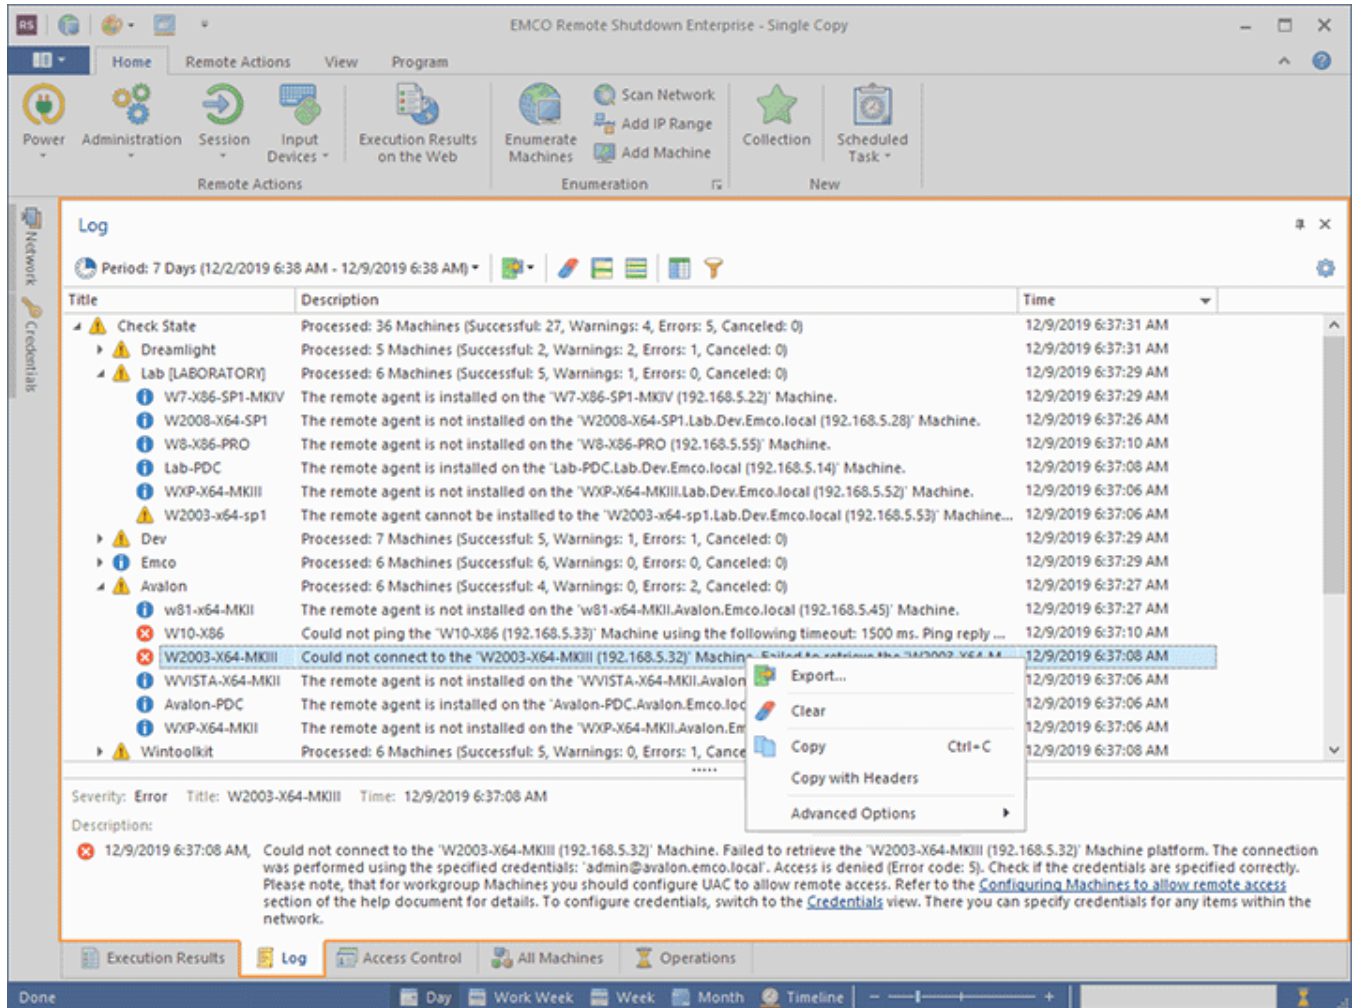 RS
EMCO Remote Shutdown Enterprise - Single Copy
Home Remote Actions View Program
Power Administration Session Input Devices Execution Results on the Web Enumerate Machines Scan Network Add IP Range Add Machine Collection Scheduled Task
Remote Actions Enumeration New
Network
Credentials
Log
Period: 7 Days (12/2/2019 6:38 AM - 12/9/2019 6:38 AM)
Title Description Time
Check State Processed: 36 Machines (Successful: 27, Warnings: 4, Errors: 5, Canceled: 0) 12/9/2019 6:37:31 AM
Dreamlight Processed: 5 Machines (Successful: 2, Warnings: 2, Errors: 1, Canceled: 0) 12/9/2019 6:37:31 AM
Lab [LABORATORY] Processed: 6 Machines (Successful: 5, Warnings: 1, Errors: 0, Canceled: 0) 12/9/2019 6:37:29 AM
W7-X86-SP1-MKIV The remote agent is installed on the 'W7-X86-SP1-MKIV (192.168.5.22)' Machine. 12/9/2019 6:37:29 AM
W2008-X64-SP1 The remote agent is not installed on the 'W2008-X64-SP1.Lab.Dev.Emco.local (192.168.5.28)' Machine. 12/9/2019 6:37:26 AM
W8-X86-PRO The remote agent is not installed on the 'W8-X86-PRO (192.168.5.55)' Machine. 12/9/2019 6:37:10 AM
Lab-PDC The remote agent is installed on the 'Lab-PDC.Lab.Dev.Emco.local (192.168.5.14)' Machine. 12/9/2019 6:37:08 AM
WXP-X64-MKIII The remote agent is not installed on the 'WXP-X64-MKIII.Lab.Dev.Emco.local (192.168.5.52)' Machine. 12/9/2019 6:37:06 AM
W2003-x64-sp1 The remote agent cannot be installed to the 'W2003-x64-sp1.Lab.Dev.Emco.local (192.168.5.53)' Machine... 12/9/2019 6:37:06 AM
Dev Processed: 7 Machines (Successful: 5, Warnings: 1, Errors: 1, Canceled: 0) 12/9/2019 6:37:29 AM
Emco Processed: 6 Machines (Successful: 6, Warnings: 0, Errors: 0, Canceled: 0) 12/9/2019 6:37:29 AM
Avalon Processed: 6 Machines (Successful: 4, Warnings: 0, Errors: 2, Canceled: 0) 12/9/2019 6:37:27 AM
w81-x64-MKII The remote agent is not installed on the 'w81-x64-MKII.Avalon.Emco.local (192.168.5.45)' Machine. 12/9/2019 6:37:27 AM
W10-X86 Could not ping the 'W10-X86 (192.168.5.33)' Machine using the following timeout: 1500 ms. Ping reply ... 12/9/2019 6:37:10 AM
W2003-X64-MKIII Could not connect to the 'W2003-X64-MKIII (192.168.5.32)' Machine. Failed to retrieve the 'W2003-X64-M 12/9/2019 6:37:08 AM
WVISTA-X64-MKII The remote agent is not installed on the 'WVISTA-X64-MKII.Avalon 12/9/2019 6:37:06 AM
Avalon-PDC The remote agent is not installed on the 'Avalon-PDC.Avalon.Emco.loc 12/9/2019 6:37:06 AM
WXP-X64-MKII The remote agent is not installed on the 'WXP-X64-MKII.Avalon.Em 12/9/2019 6:37:06 AM
Wintoolkit Processed: 6 Machines (Successful: 5, Warnings: 0, Errors: 1, Cance 12/9/2019 6:37:08 AM
Export...
Clear
Copy Ctrl+C
Copy with Headers
Advanced Options
Severity: Error Title: W2003-X64-MKIII Time: 12/9/2019 6:37:08 AM
Description:
12/9/2019 6:37:08 AM, Could not connect to the 'W2003-X64-MKIII (192.168.5.32)' Machine. Failed to retrieve the 'W2003-X64-MKIII (192.168.5.32)' Machine platform. The connection
was performed using the specified credentials: 'admin@avalon.emco.local'. Access is denied (Error code: 5). Check if the credentials are specified correctly.
Please note, that for workgroup Machines you should configure UAC to allow remote access. Refer to the Configuring Machines to allow remote access
section of the help document for details. To configure credentials, switch to the Credentials view. There you can specify credentials for any items within the
network.
Execution Results Log Access Control All Machines Operations
Done Day Work Week Week Month Timeline